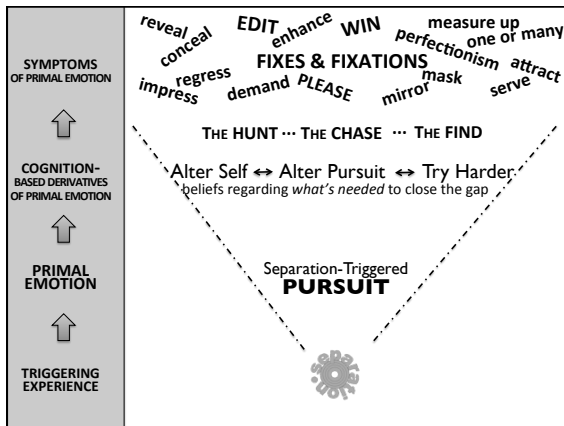 reveal
conceal
EDIT
enhance
WIN
measure up
perfectionism
one or many
FIXES & FIXATIONS
attract
impress
regress
demand
PLEASE
mirror
mask
serve
SYMPTOMS
OF PRIMAL EMOTION
THE HUNT ... THE CHASE ... THE FIND
COGNITION-
BASED DERIVATIVES
OF PRIMAL EMOTION
Alter Self ↔ Alter Pursuit ↔ Try Harder
beliefs regarding what's needed to close the gap
PRIMAL
EMOTION
Separation-Triggered
PURSUIT
TRIGGERING
EXPERIENCE
separation